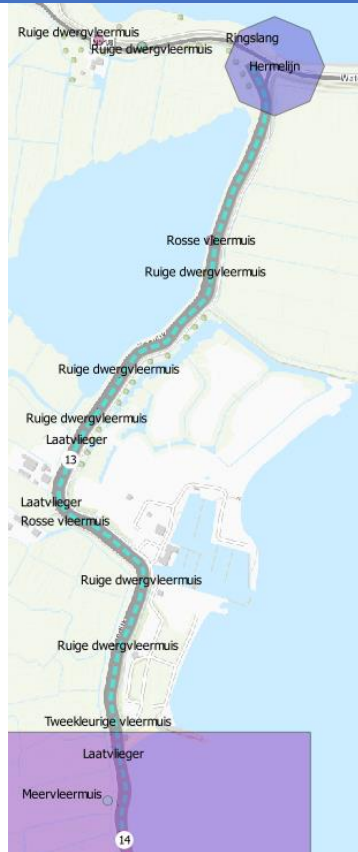 Ruige dwergvleermuis
Ringslang
Ruige dwergvleermuis
Hermelijn
Rosse vleermuis
Ruige dwergvleermuis
Ruige dwergvleermuis
Ruige dwergvleermuis
Laatvlieger
13
Laatvlieger
Rosse vleermuis
Ruige dwergvleermuis
Ruige dwergvleermuis
Tweekleurige vleermuis
Laatvlieger
Meervleermuis
14